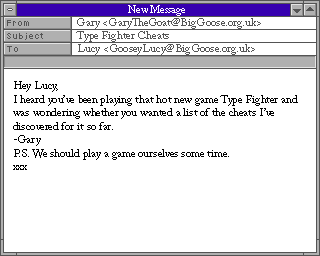 New Message
From Gary <GaryTheGoat@BigGoose.org.uk>
Subject Type Fighter Cheats
To Lucy <GooseyLucy@BigGoose.org.uk>
Hey Lucy,
I heard you've been playing that hot new game Type Fighter and
was wondering whether you wanted a list of the cheats I've
discovered for it so far.
-Gary
P.S. We should play a game ourselves some time.
xxx